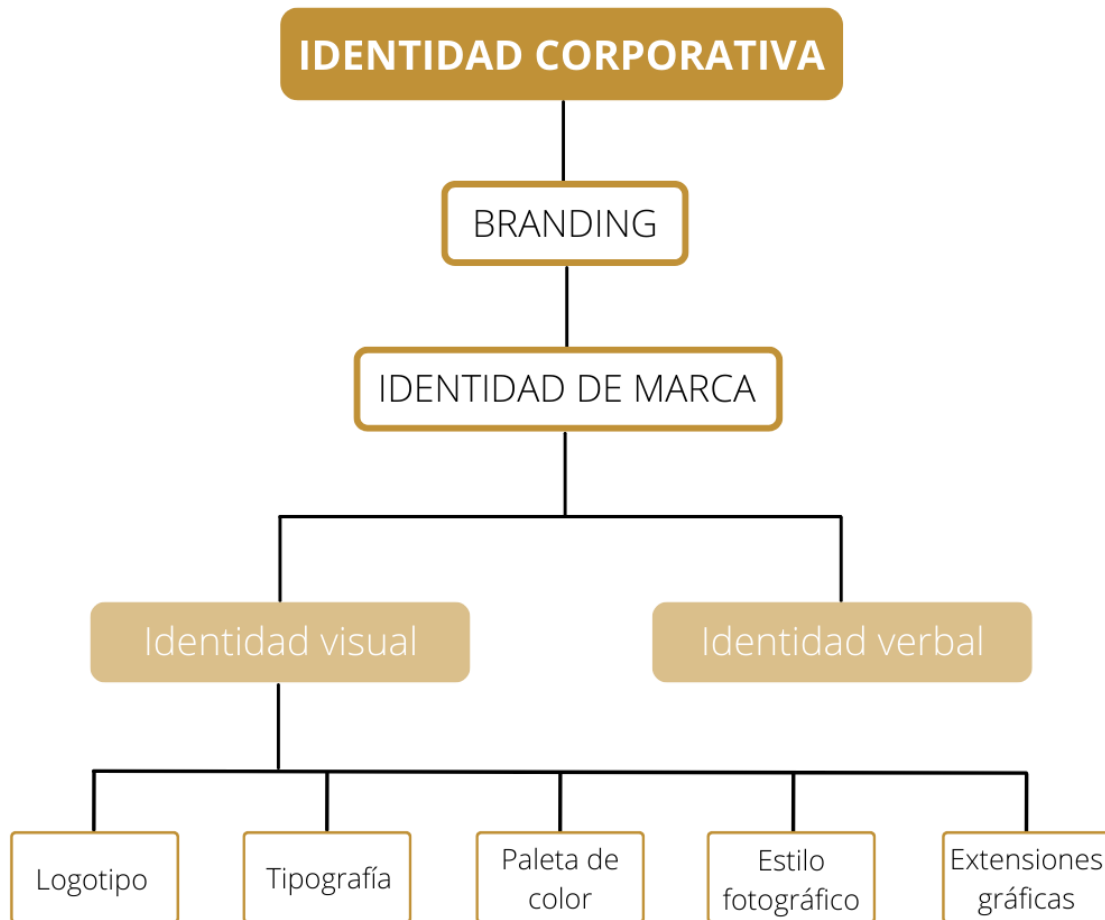 IDENTIDAD CORPORATIVA
BRANDING
IDENTIDAD DE MARCA
Identidad visual
Identidad verbal
Logotipo
Tipografía
Paleta de
color
Estilo
fotográfico
Extensiones
gráficas